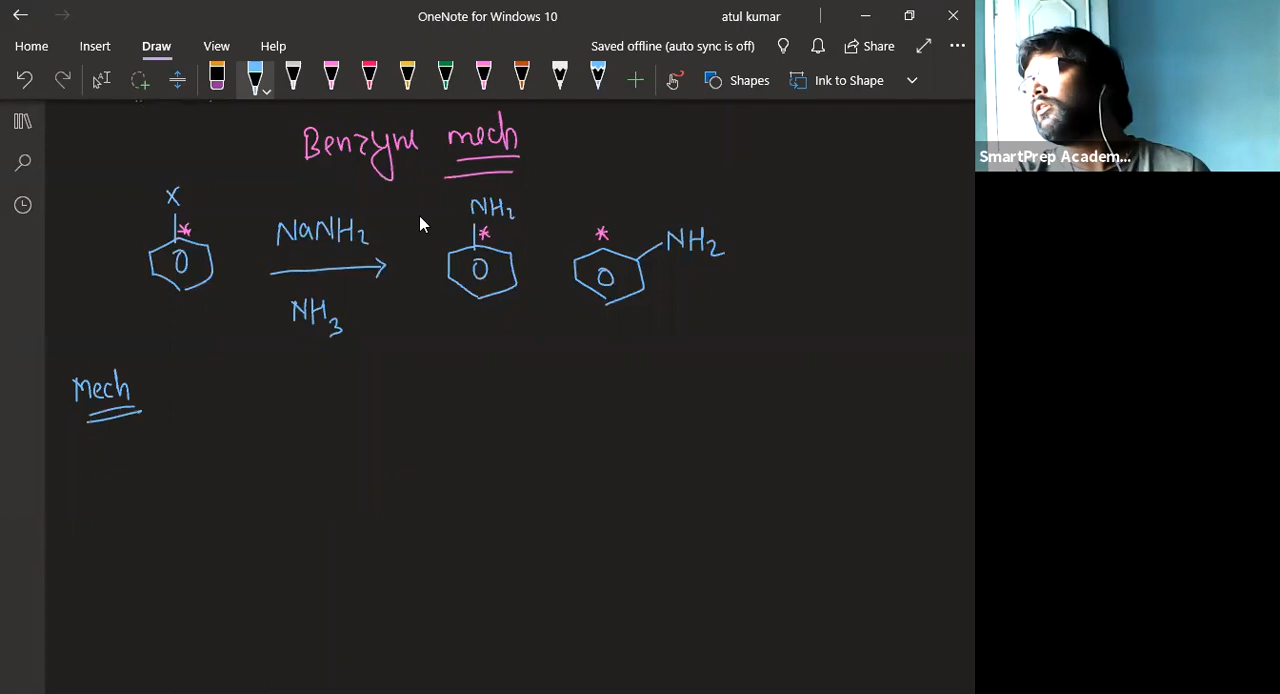 OneNote for Windows 10
atul kumar
Home Insert Draw View Help
Saved offline (auto sync is off)
Share
Shapes
Ink to Shape
SmartPrep Academ...
Benzyne mech
X
*
NaNH2
NH3
NH2
*
*
NH2
Mech